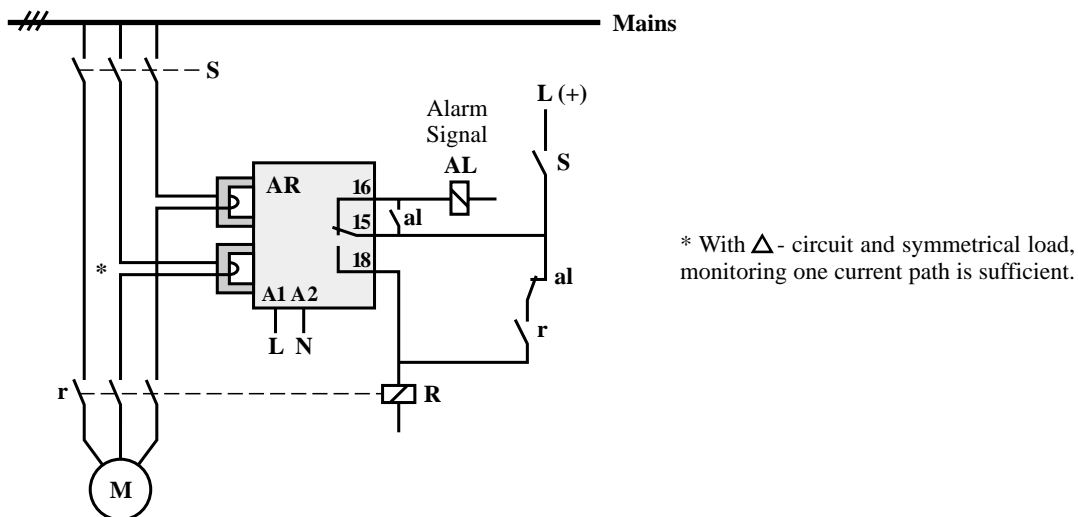 Mains
S
L (+)
Alarm
Signal
AL
S
AR
16
15
al
18
* With Δ - circuit and symmetrical load,
monitoring one current path is sufficient.
*
al
A1 A2
r
L N
r
R
M